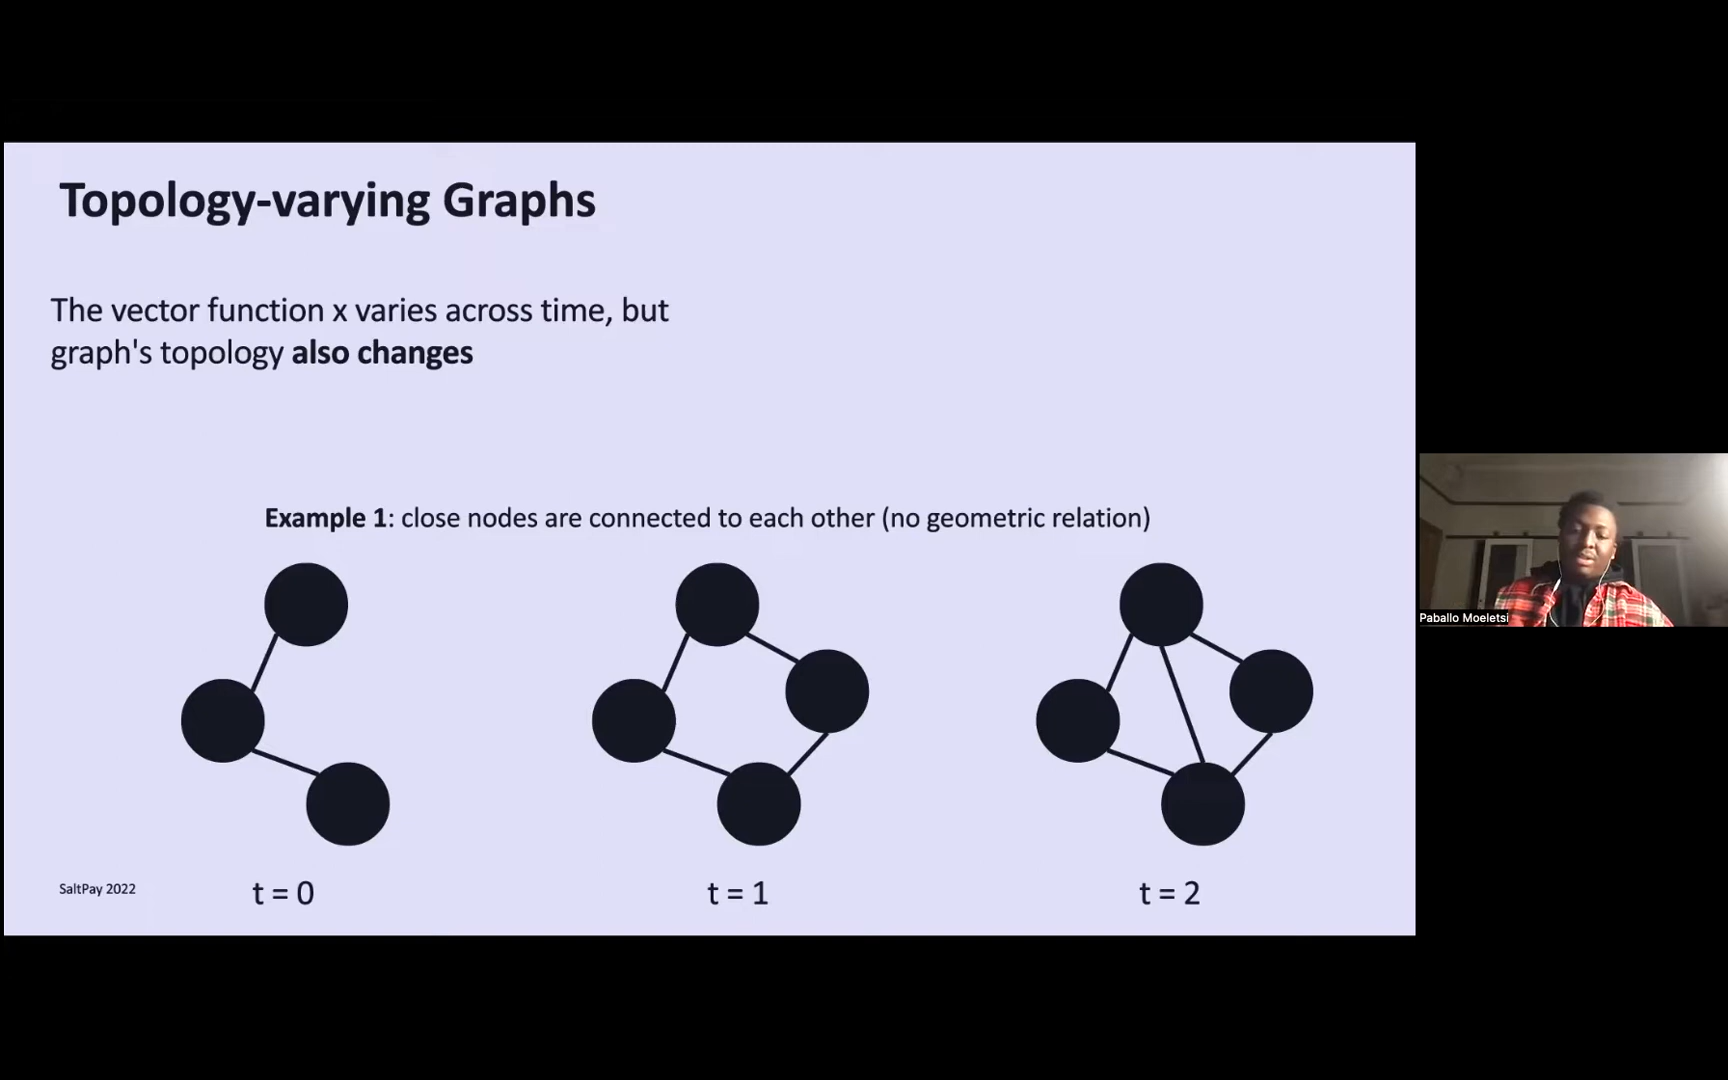 Topology-varying Graphs
The vector function x varies across time, but
graph's topology also changes
Example 1: close nodes are connected to each other (no geometric relation)
Paballo Moeletsi
SaltPay 2022
t = 0
t = 1
t = 2